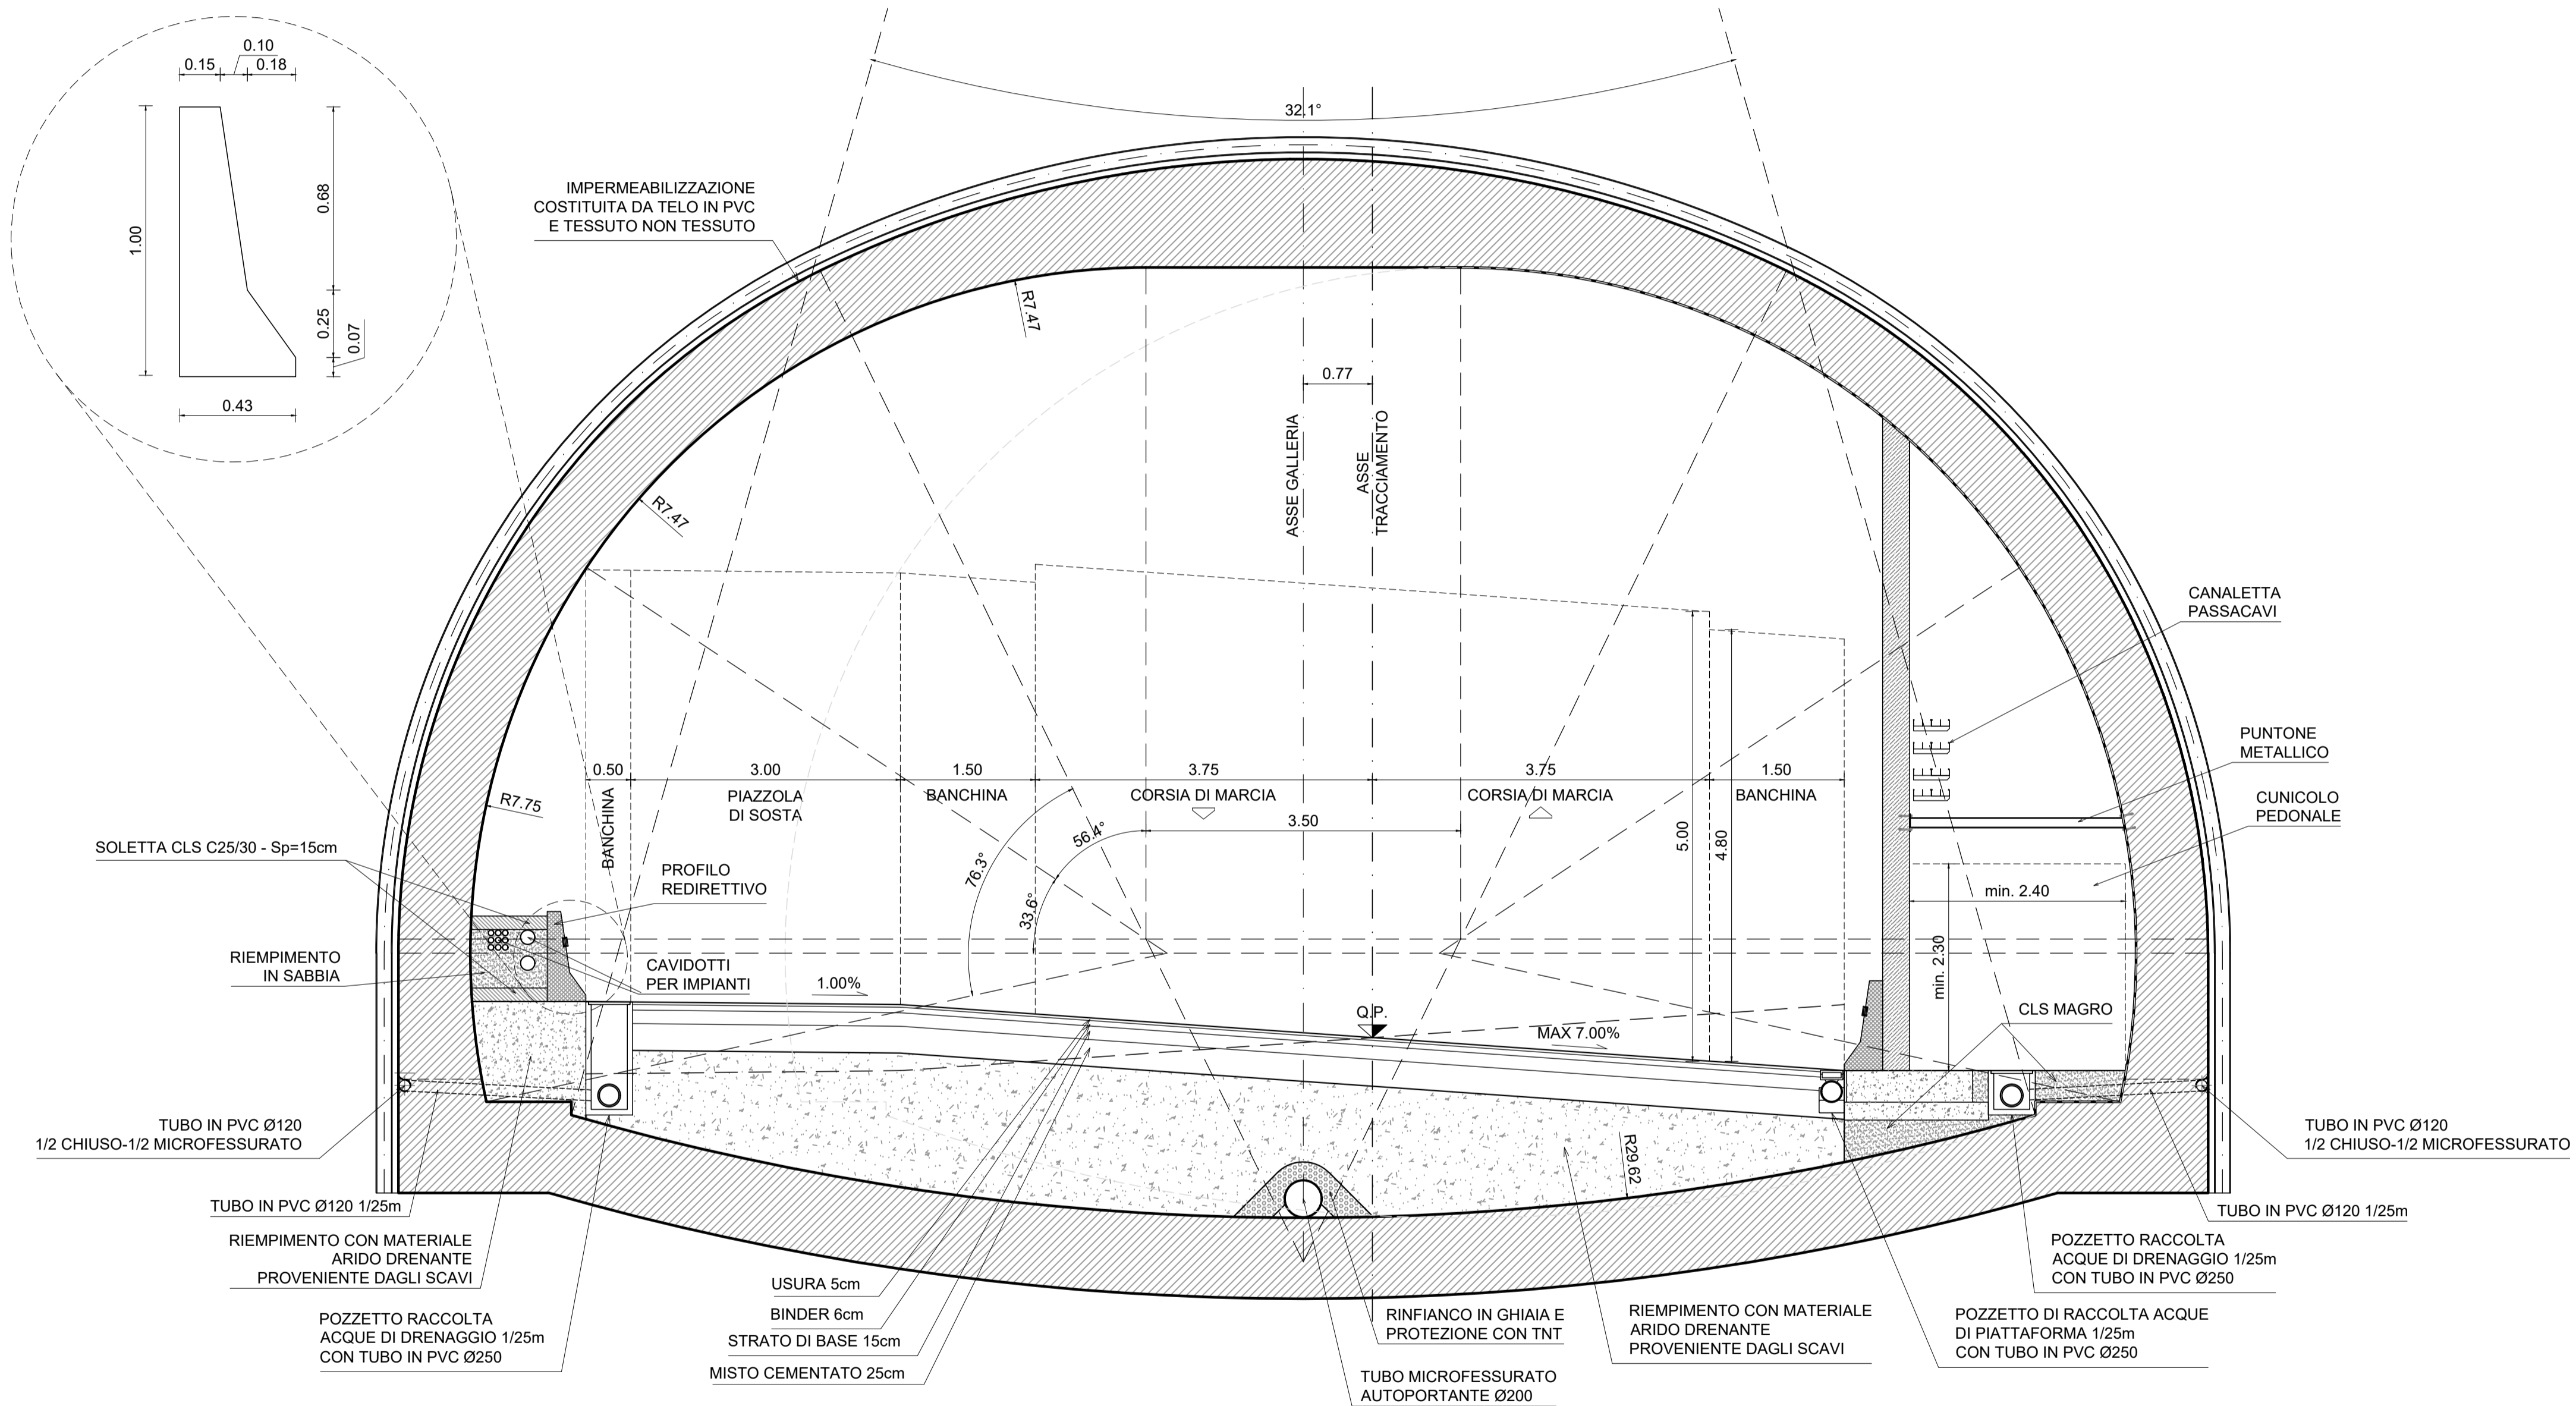 0.10
0.15
0.18
1.00
0.68
0.25
0.07
0.43
32.1°
IMPERMEABILIZZAZIONE
COSTITUITA DA TELO IN PVC
E TESSUTO NON TESSUTO
R7.47
0.77
ASSE GALLERIA
ASSE
TRACCIAMENTO
R7.47
CANALETTA
PASSACAVI
PUNTONE
METALLICO
CUNICOLO
PEDONALE
0.50
3.00
1.50
3.75
3.75
1.50
BANCHINA
PIAZZOLA
DI SOSTA
BANCHINA
CORSIA DI MARCIA
CORSIA DI MARCIA
BANCHINA
R7.75
3.50
56.4°
76.3°
33.6°
5.00
4.80
SOLETTA CLS C25/30 - Sp=15cm
PROFILO
REDIRETTIVO
min. 2.40
min. 2.30
RIEMPIMENTO
IN SABBIA
CAVIDOTTI
PER IMPIANTI
1.00%
Q.P.
MAX 7.00%
CLS MAGRO
R29.62
TUBO IN PVC Ø120
1/2 CHIUSO-1/2 MICROFESSURATO
TUBO IN PVC Ø120
1/2 CHIUSO-1/2 MICROFESSURATO
TUBO IN PVC Ø120 1/25m
TUBO IN PVC Ø120 1/25m
RIEMPIMENTO CON MATERIALE
ARIDO DRENANTE
PROVENIENTE DAGLI SCAVI
POZZETTO RACCOLTA
ACQUE DI DRENAGGIO 1/25m
CON TUBO IN PVC Ø250
USURA 5cm
BINDER 6cm
STRATO DI BASE 15cm
MISTO CEMENTATO 25cm
RINFIANCO IN GHIAIA E
PROTEZIONE CON TNT
TUBO MICROFESSURATO
AUTOPORTANTE Ø200
RIEMPIMENTO CON MATERIALE
ARIDO DRENANTE
PROVENIENTE DAGLI SCAVI
POZZETTO DI RACCOLTA ACQUE
DI PIATTAFORMA 1/25m
CON TUBO IN PVC Ø250
POZZETTO RACCOLTA
ACQUE DI DRENAGGIO 1/25m
CON TUBO IN PVC Ø250